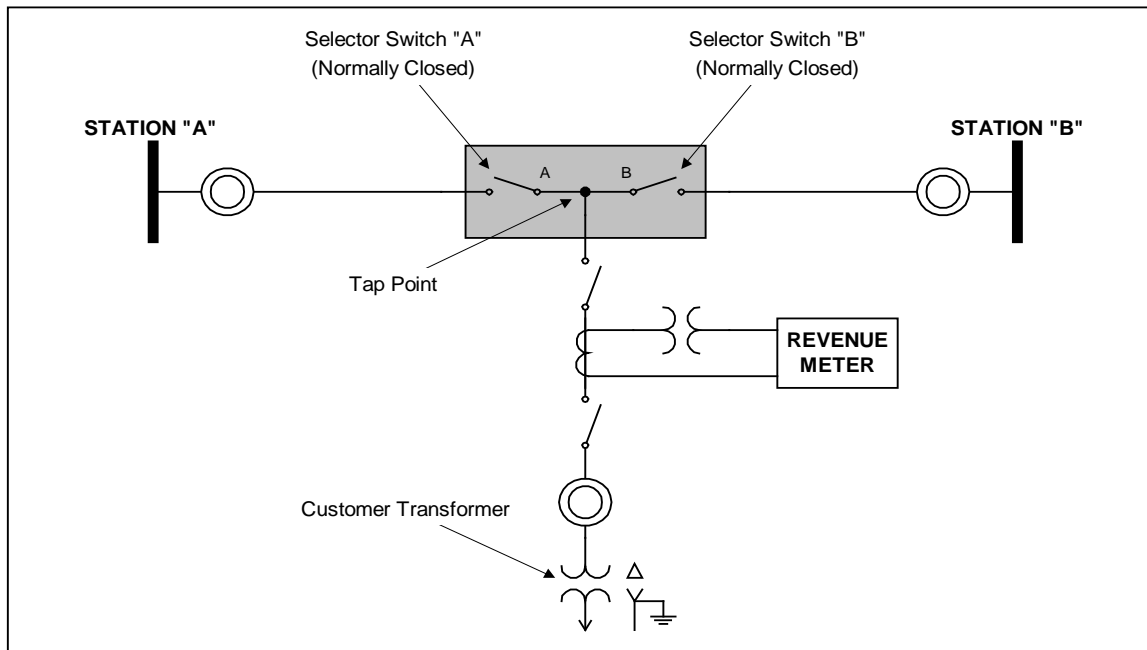 Selector Switch "A"
(Normally Closed)
Selector Switch "B"
(Normally Closed)
STATION "A"
STATION "B"
A
B
Tap Point
REVENUE
METER
Customer Transformer